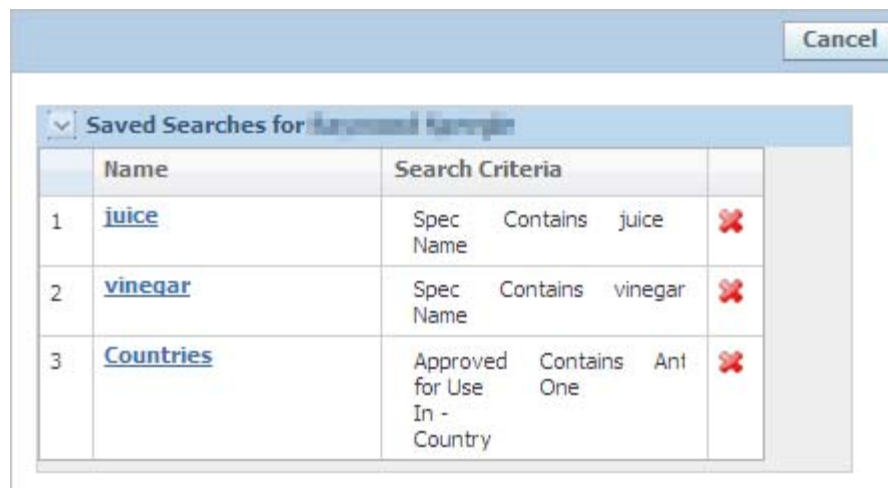 Cancel
Saved Searches for
Name Search Criteria
1 juice Spec Contains juice
Name
2 vinegar Spec Contains vinegar
Name
3 Countries Approved Contains
for Use One
In -
Country